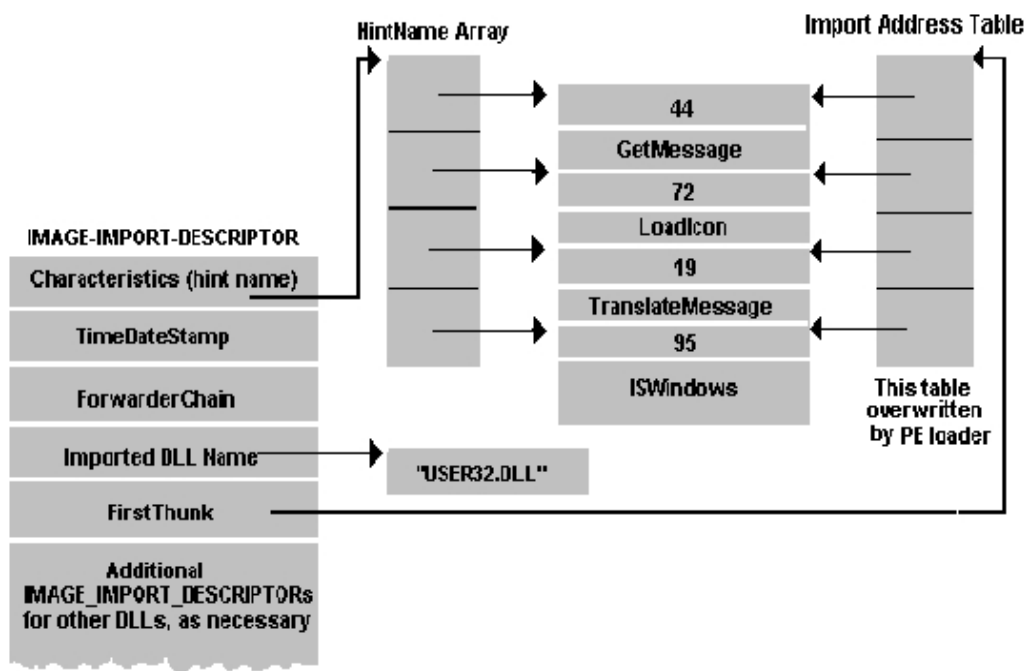 HintName Array
Import Address Table
44
GetMessage
72
LoadIcon
19
TranslateMessage
95
ISWindows
IMAGE-IMPORT-DESCRIPTOR
Characteristics (hint name)
TimeDateStamp
ForwarderChain
Imported DLL Name
FirstThunk
Additional
IMAGE_IMPORT_DESCRIPTORs
for other DLLs, as necessary
"USER32.DLL"
This table
overwritten
by PE loader